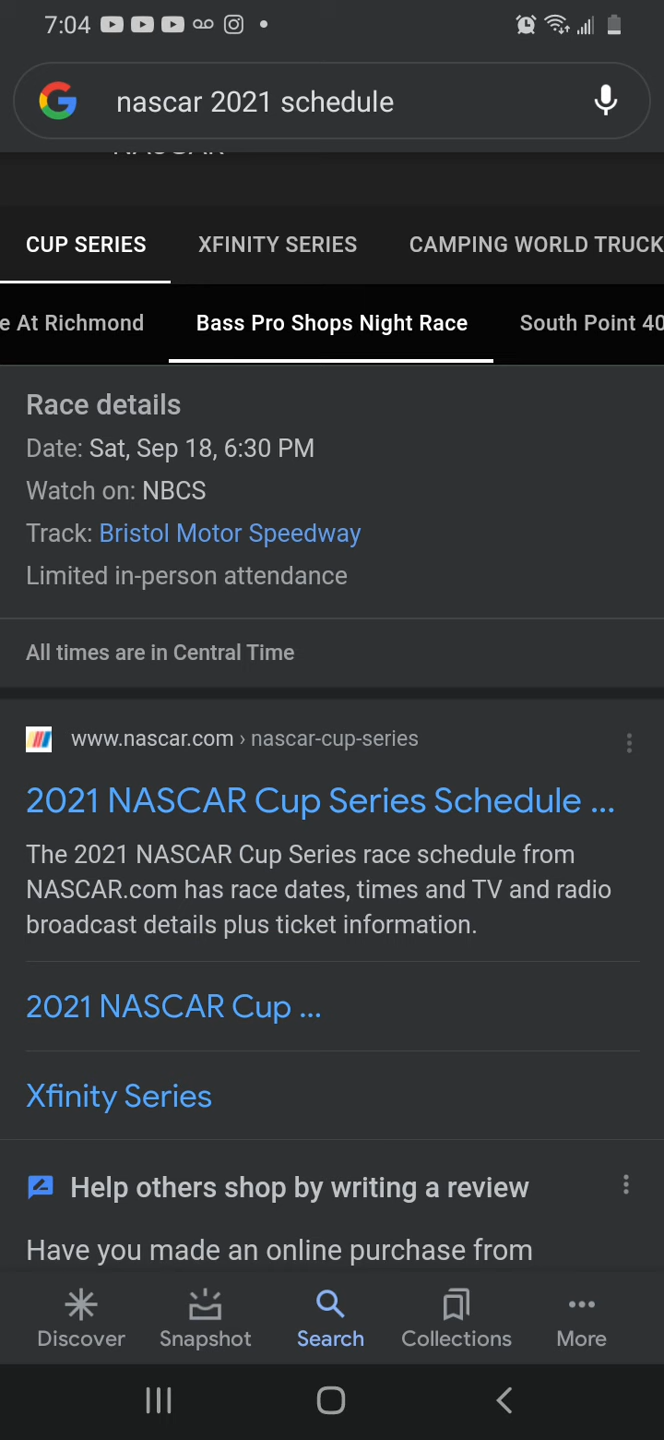 7:04
nascar 2021 schedule
NASCAR
CUP SERIES XFINITY SERIES CAMPING WORLD TRUCK
e At Richmond Bass Pro Shops Night Race South Point 40
Race details
Date: Sat, Sep 18, 6:30 PM
Watch on: NBCS
Track: Bristol Motor Speedway
Limited in-person attendance
All times are in Central Time
www.nascar.com › nascar-cup-series
2021 NASCAR Cup Series Schedule ...
The 2021 NASCAR Cup Series race schedule from
NASCAR.com has race dates, times and TV and radio
broadcast details plus ticket information.
2021 NASCAR Cup ...
Xfinity Series
Help others shop by writing a review
Have you made an online purchase from
Discover Snapshot Search Collections More